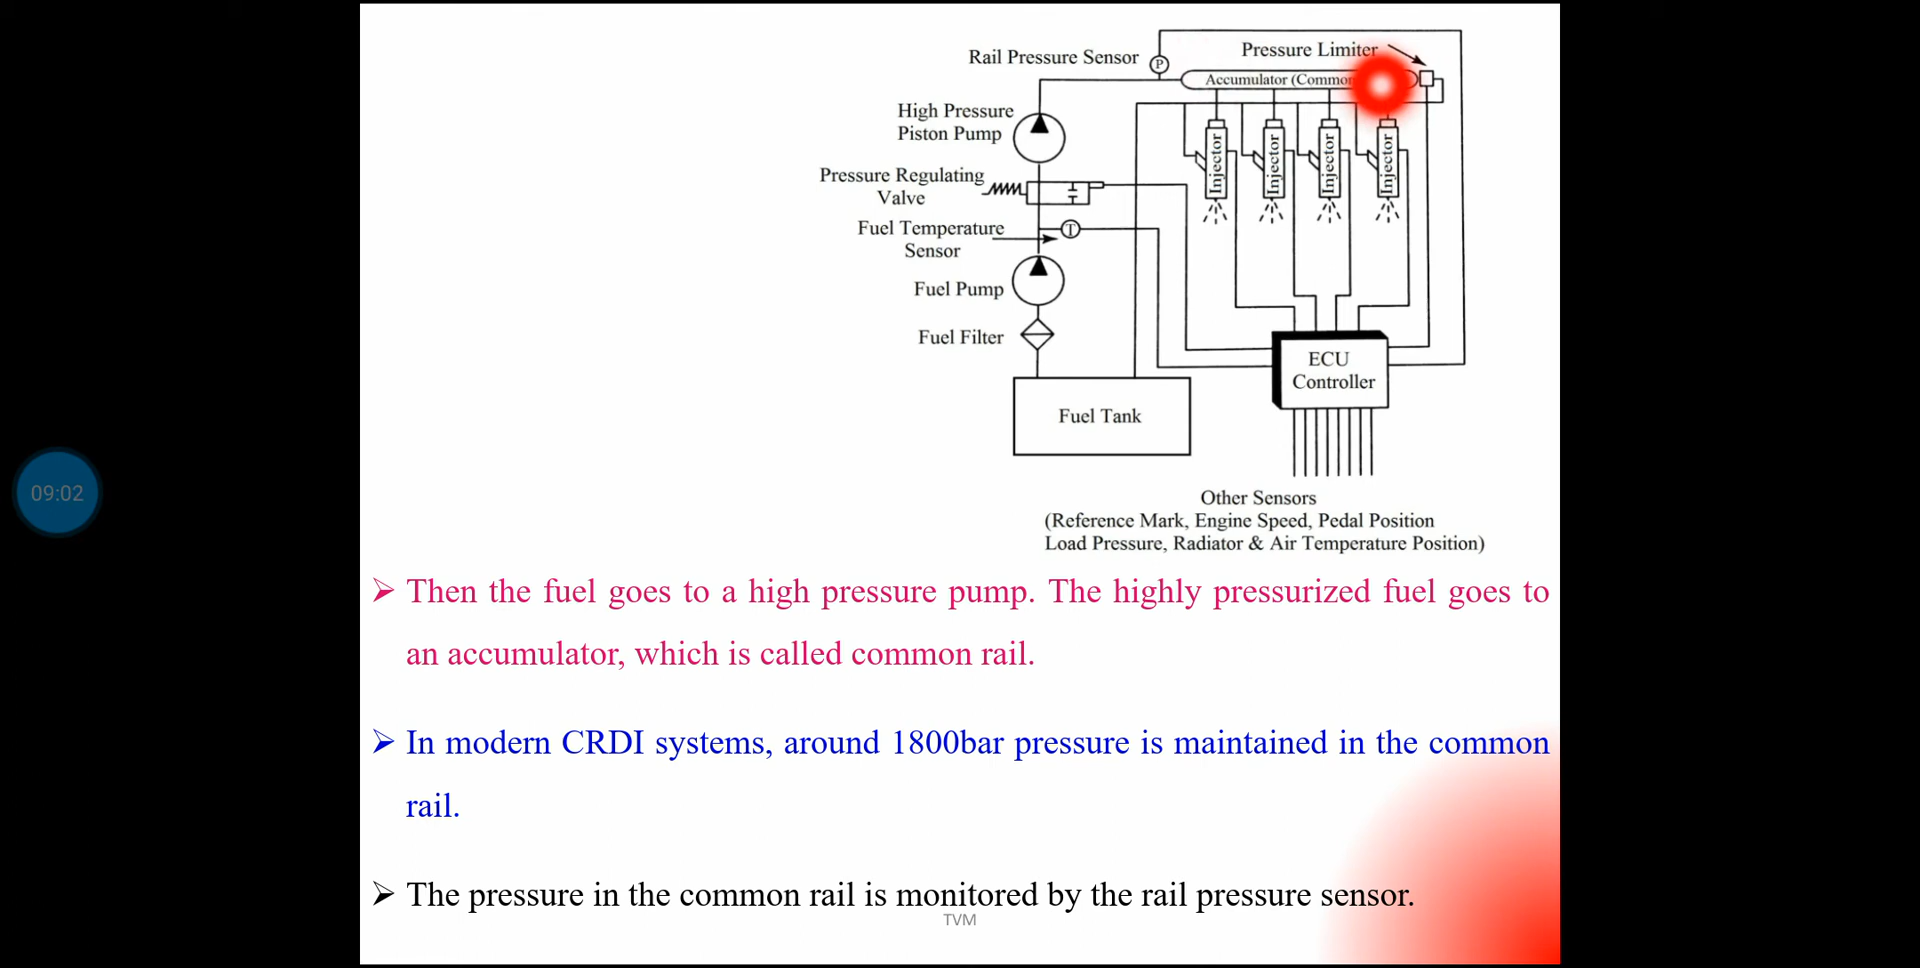 Rail Pressure Sensor
Pressure Limiter
P
Accumulator (Common
High Pressure
Piston Pump
Injector
Injector
Injector
Injector
Pressure Regulating
Valve
Fuel Temperature
Sensor
T
Fuel Pump
Fuel Filter
ECU
Controller
Fuel Tank
09:02
Other Sensors
(Reference Mark, Engine Speed, Pedal Position
Load Pressure, Radiator & Air Temperature Position)
➢ Then the fuel goes to a high pressure pump. The highly pressurized fuel goes to
an accumulator, which is called common rail.
➢ In modern CRDI systems, around 1800bar pressure is maintained in the common
rail.
➢ The pressure in the common rail is monitored by the rail pressure sensor.
TVM